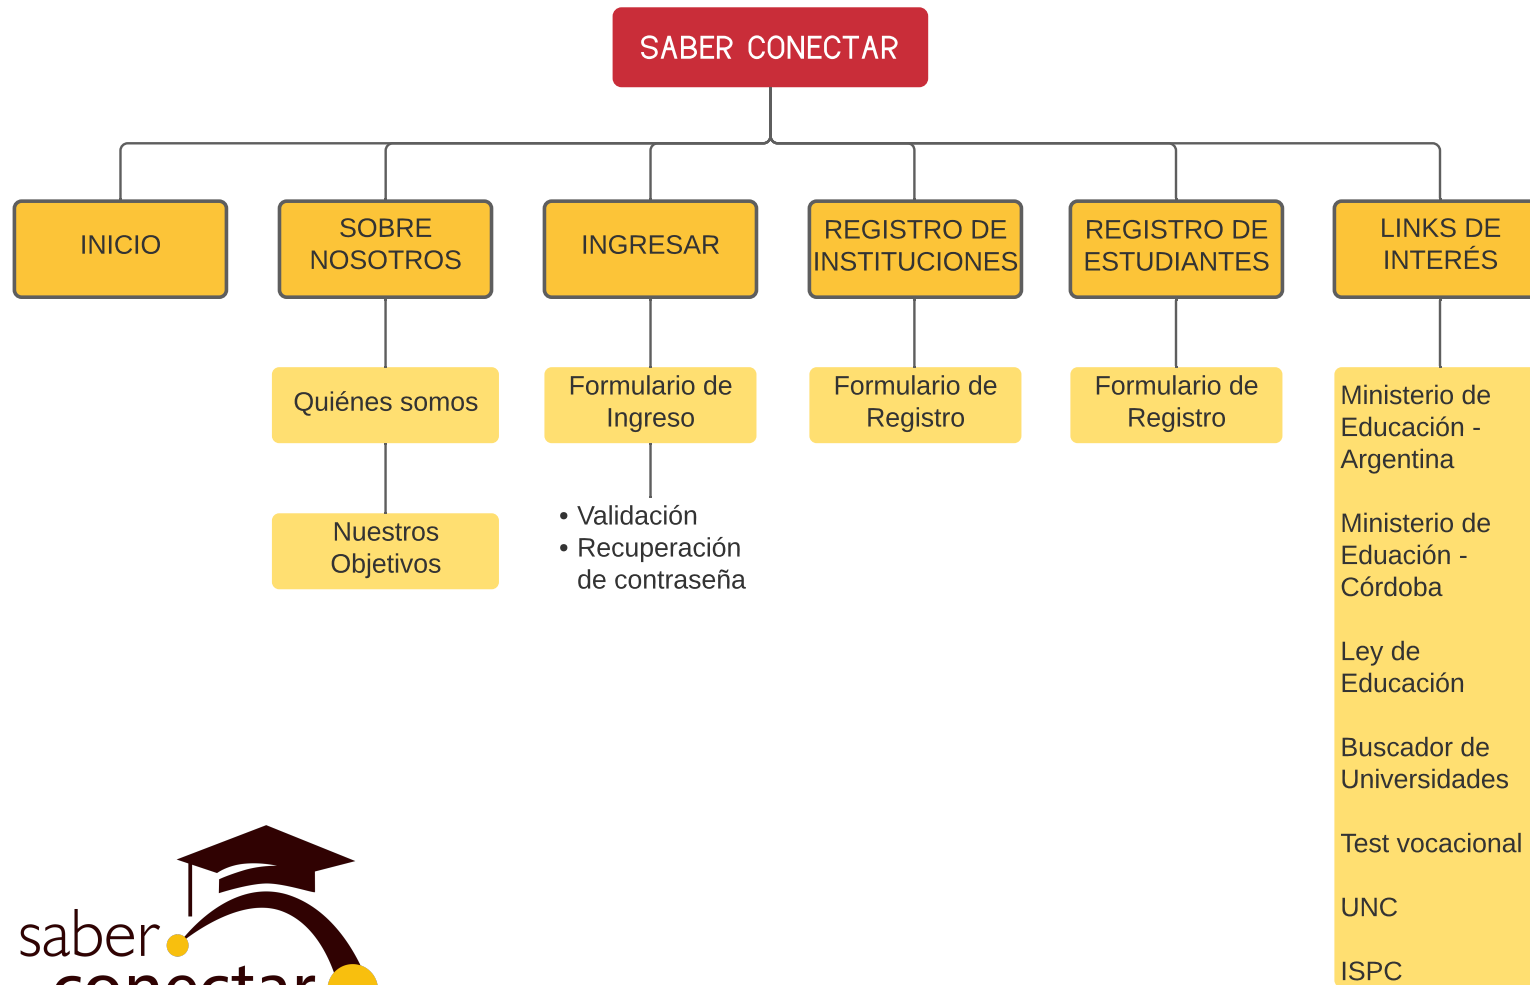 SABER CONECTAR
INICIO
SOBRE
NOSOTROS
INGRESAR
REGISTRO DE
INSTITUCIONES
REGISTRO DE
ESTUDIANTES
LINKS DE
INTERÉS
Quiénes somos
Nuestros
Objetivos
Formulario de
Ingreso
• Validación
• Recuperación
de contraseña
Formulario de
Registro
Formulario de
Registro
Ministerio de
Educación -
Argentina
Ministerio de
Eduación -
Córdoba
Ley de
Educación
Buscador de
Universidades
Test vocacional
UNC
ISPC
saber
conectar